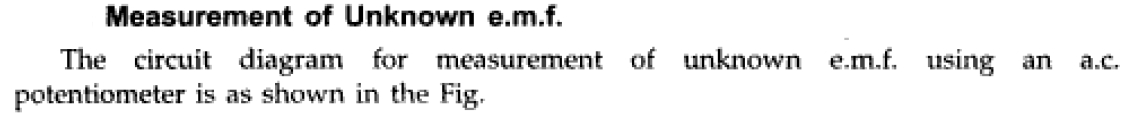 Measurement of Unknown e.m.f.
The circuit diagram for measurement of unknown e.m.f. using an a.c.
potentiometer is as shown in the Fig.